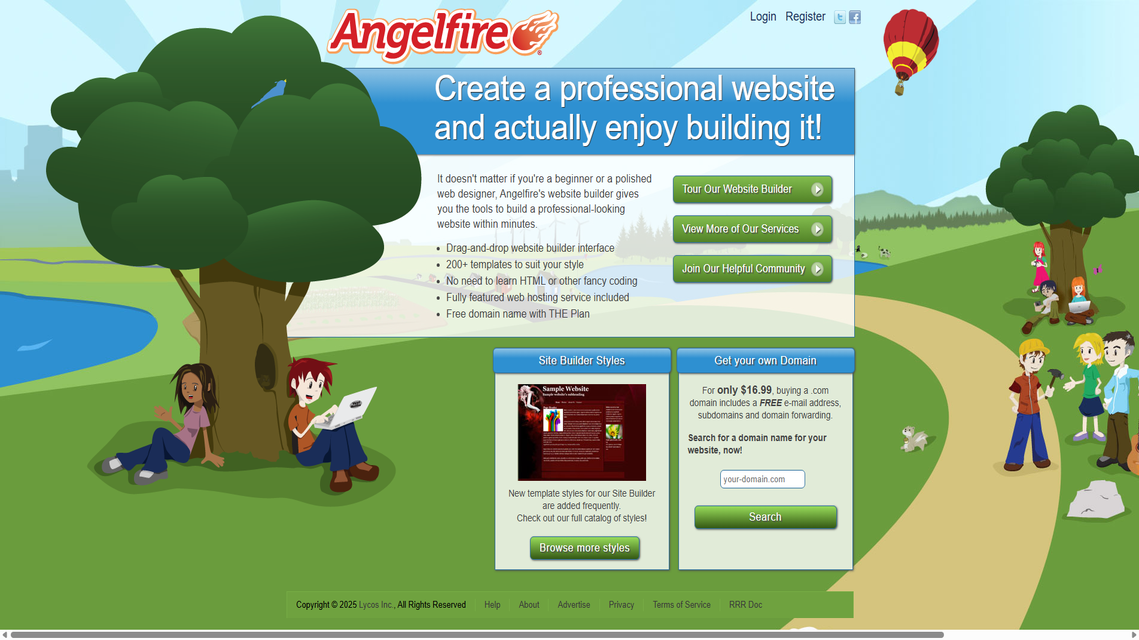 Angelfire
Login Register
Create a professional website
and actually enjoy building it!
It doesn't matter if you're a beginner or a polished
web designer, Angelfire's website builder gives
you the tools to build a professional-looking
website within minutes.
• Drag-and-drop website builder interface
• 200+ templates to suit your style
• No need to learn HTML or other fancy coding
• Fully featured web hosting service included
• Free domain name with THE Plan
Tour Our Website Builder
View More of Our Services
Join Our Helpful Community
Site Builder Styles
Sample Website
New template styles for our Site Builder
are added frequently.
Check out our full catalog of styles!
Browse more styles
Get your own Domain
For only $16.99, buying a .com
domain includes a FREE e-mail address,
subdomains and domain forwarding.
Search for a domain name for your
website, now!
your-domain.com
Search
Copyright © 2025 Lycos Inc., All Rights Reserved Help About Advertise Privacy Terms of Service RRR Doc